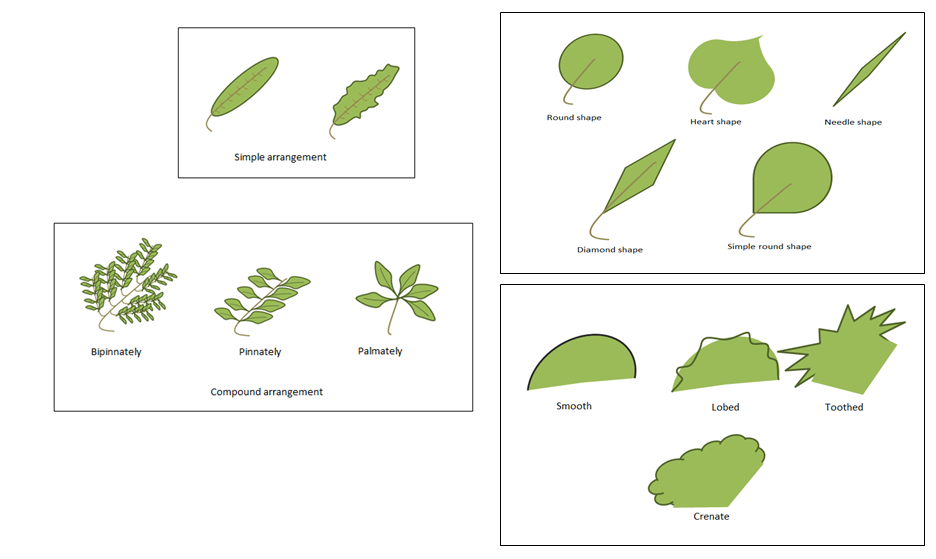 Simple arrangement
Bipinnately
Pinnately
Palmately
Compound arrangement
Round shape
Heart shape
Needle shape
Diamond shape
Simple round shape
Smooth
Lobed
Toothed
Crenate